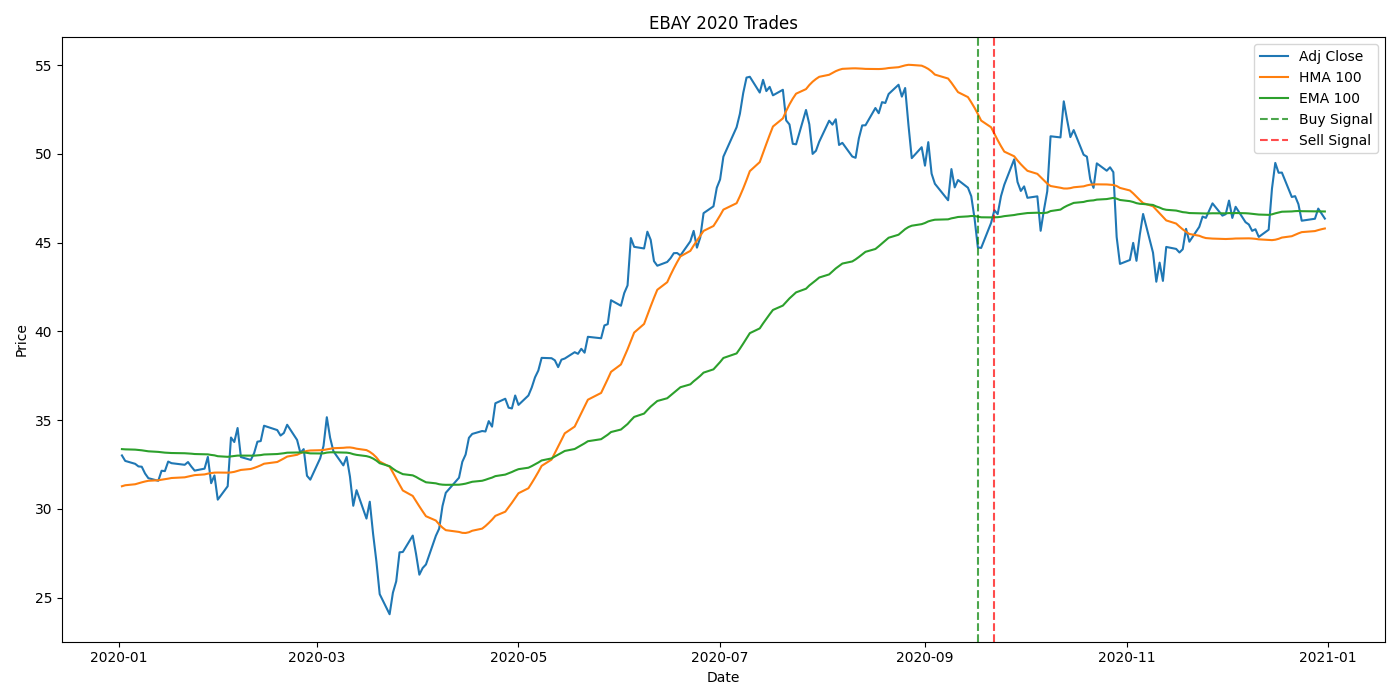 EBAY 2020 Trades
Adj Close
HMA 100
EMA 100
Buy Signal
Sell Signal
55
50
45
40
35
30
25
Price
2020-01
2020-03
2020-05
2020-07
2020-09
2020-11
2021-01
Date